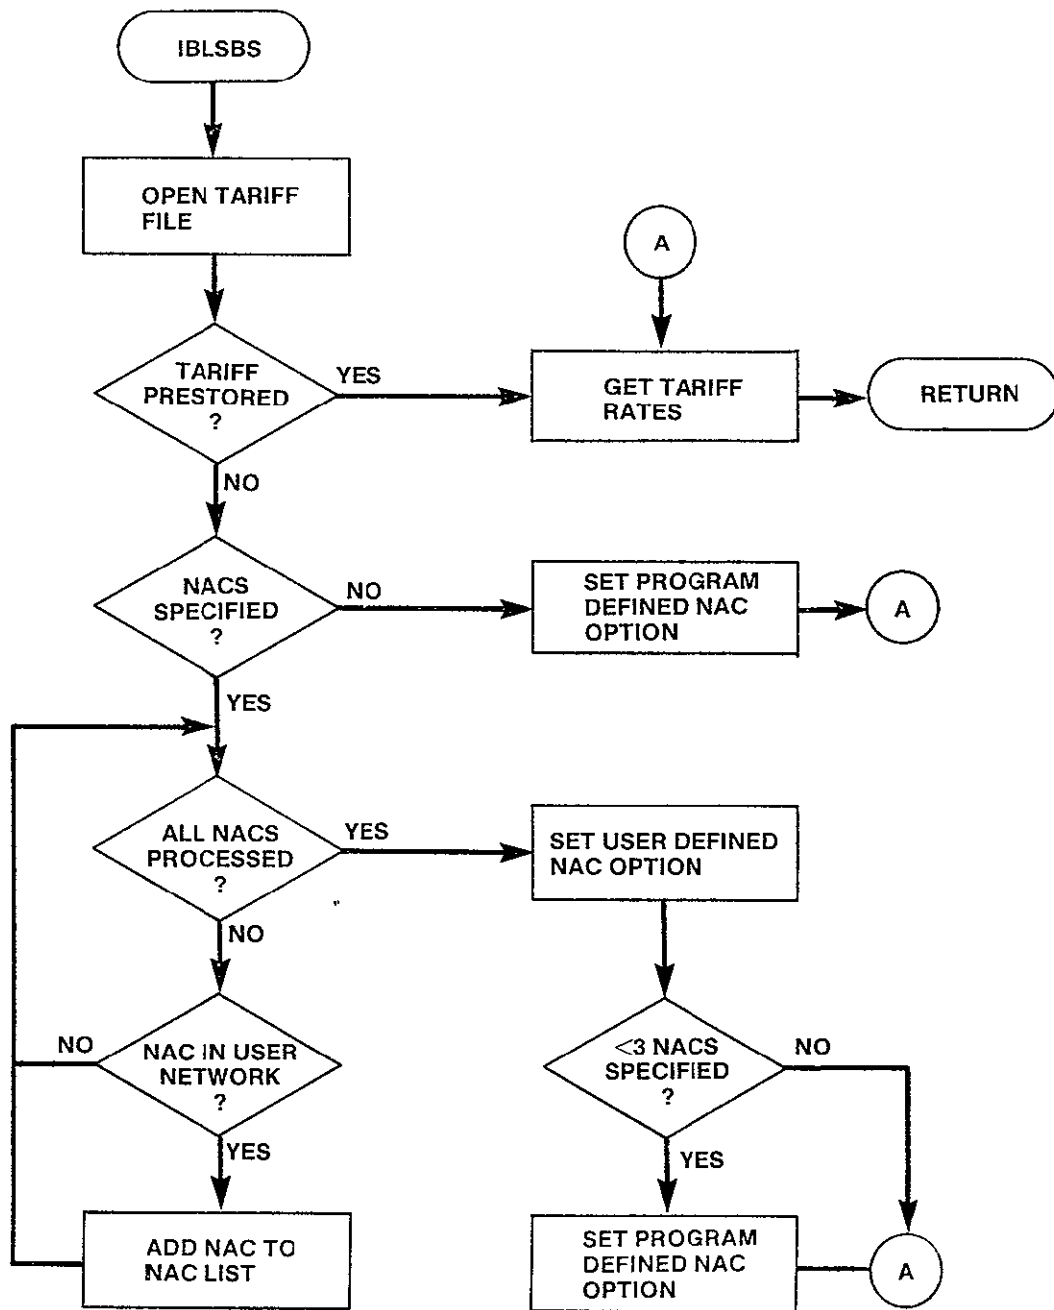 IBLSBS
OPEN TARIFF
FILE
A
TARIFF
PRESTORED
?
YES
GET TARIFF
RATES
RETURN
NO
NACS
SPECIFIED
?
NO
SET PROGRAM
DEFINED NAC
OPTION
A
YES
ALL NACS
PROCESSED
?
YES
SET USER DEFINED
NAC OPTION
NO
NAC IN USER
NETWORK
?
NO
<3 NACS
SPECIFIED
?
NO
YES
YES
ADD NAC TO
NAC LIST
SET PROGRAM
DEFINED NAC
OPTION
A